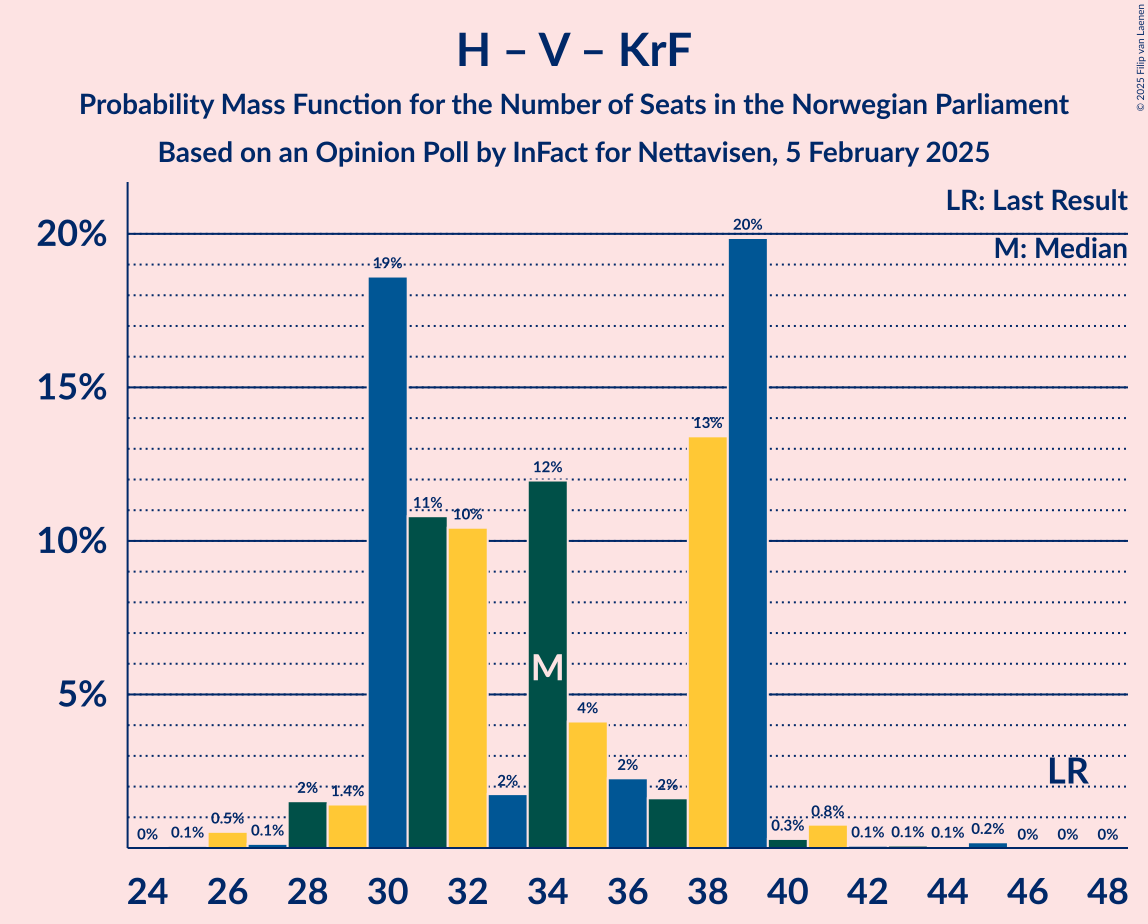 H – V – KrF
Probability Mass Function for the Number of Seats in the Norwegian Parliament
Based on an Opinion Poll by InFact for Nettavisen, 5 February 2025
© 2025 Filip van Laenen
LR: Last Result
M: Median
20%
15%
10%
5%
0% 0.1% 0.5% 0.1% 2% 1.4% 19% 11% 10% 2% 12% 4% 2% 2% 13% 20% 0.3% 0.8% 0.1% 0.1% 0.1% 0.2% 0% 0% 0%
M
LR
24 26 28 30 32 34 36 38 40 42 44 46 48